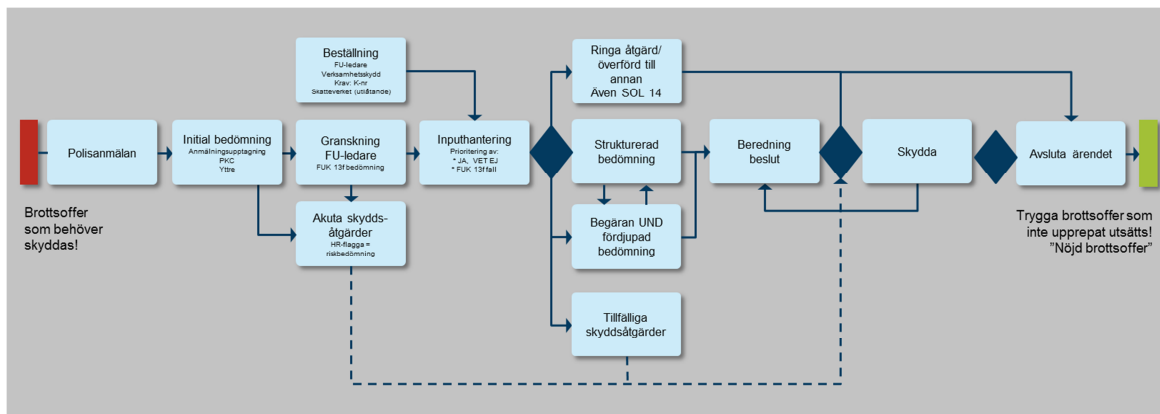 Polisanmälan
Brottsoffer
som behöver
skyddas!
Initial bedömning
Anmälningsupptagning
PKC
Yttre
Beställning
FU-ledare
Verksamhetsskydd
Krav: K-nr
Skatteverket (utlåtande)
Granskning
FU-ledare
FUK 13f bedömning
Akuta skydds-
åtgärder
HR-flagga =
riskbedömning
Inputhantering
Prioritering av:
* JA, VET EJ
* FUK 13f fall
Ringa åtgärd/
överförd till
annan
Även SOL 14
Strukturerad
bedömning
Begäran UND
fördjupad
bedömning
Tillfälliga
skyddsåtgärder
Beredning
beslut
Skydda
Avsluta ärendet
Trygga brottsoffer som
inte upprepat utsätts!
”Nöjd brottsoffer”